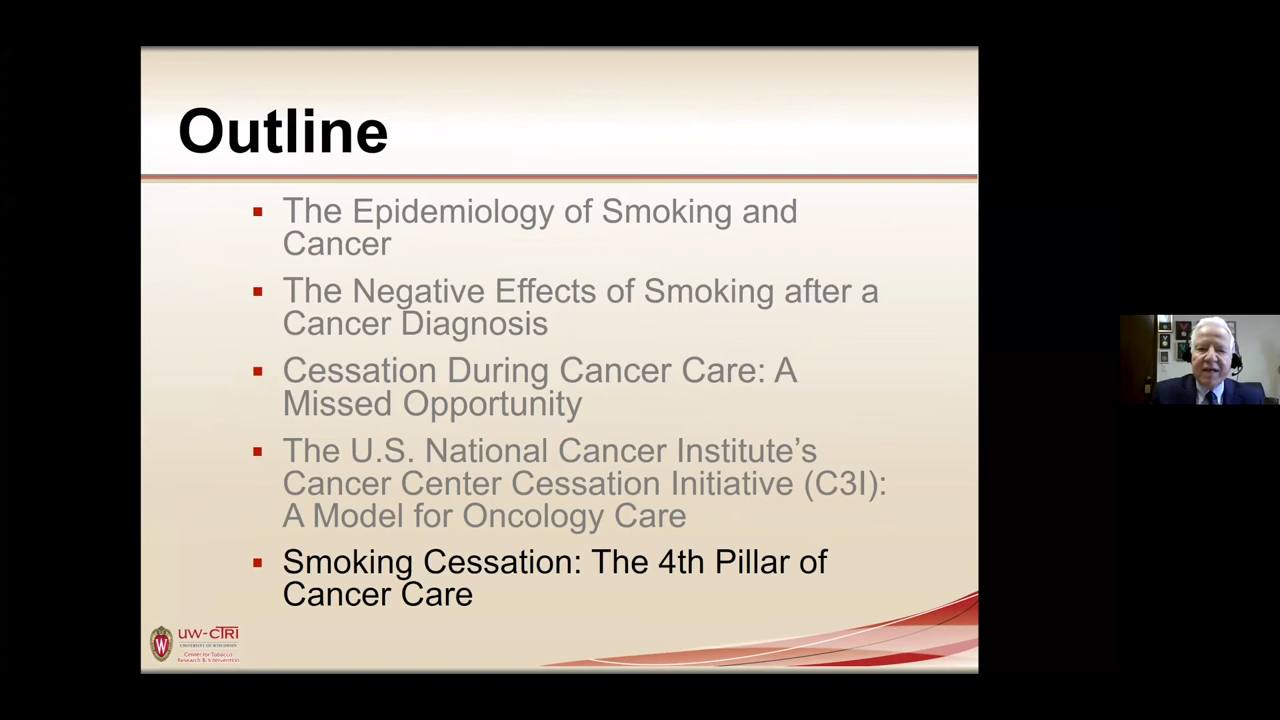 Outline
▪ The Epidemiology of Smoking and
Cancer
▪ The Negative Effects of Smoking after a
Cancer Diagnosis
▪ Cessation During Cancer Care: A
Missed Opportunity
▪ The U.S. National Cancer Institute’s
Cancer Center Cessation Initiative (C3I):
A Model for Oncology Care
▪ Smoking Cessation: The 4th Pillar of
Cancer Care
W
UW-CTRI
UNIVERSITY OF WISCONSIN
Center for Tobacco
Research & Intervention